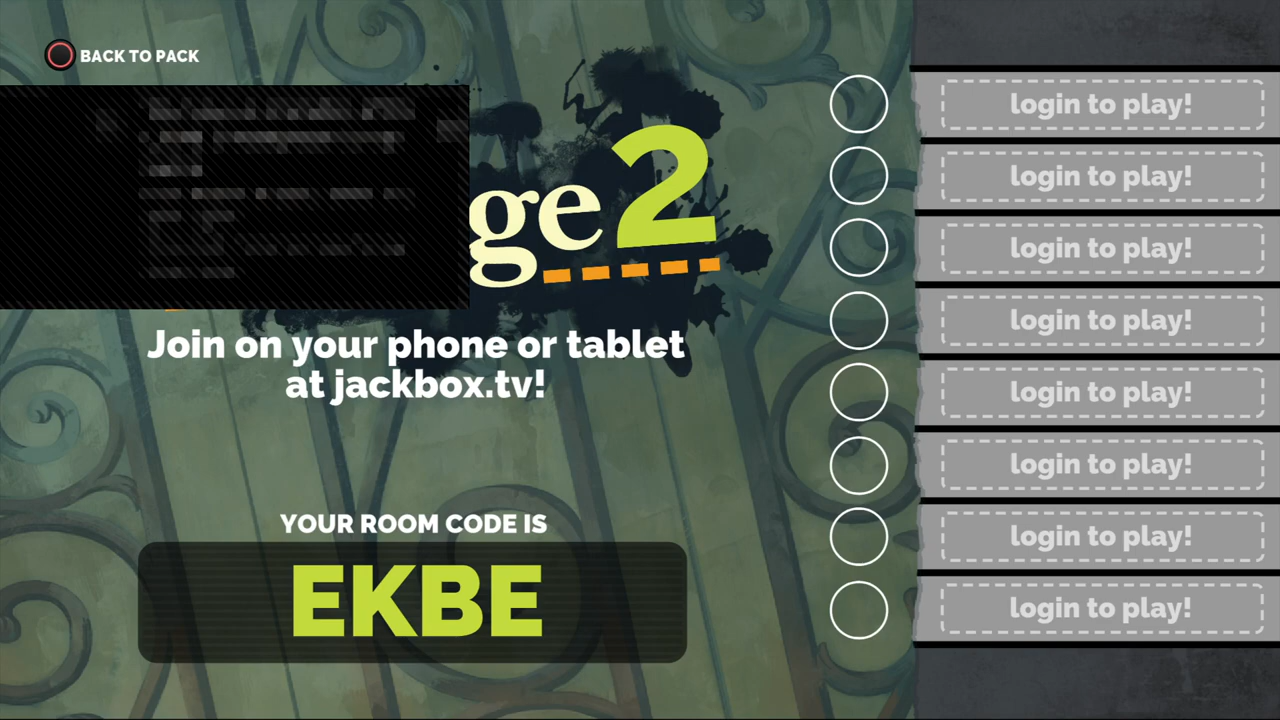 BACK TO PACK
ge 2
Join on your phone or tablet
at jackbox.tv!
YOUR ROOM CODE IS
EKBE
login to play!
login to play!
login to play!
login to play!
login to play!
login to play!
login to play!
login to play!